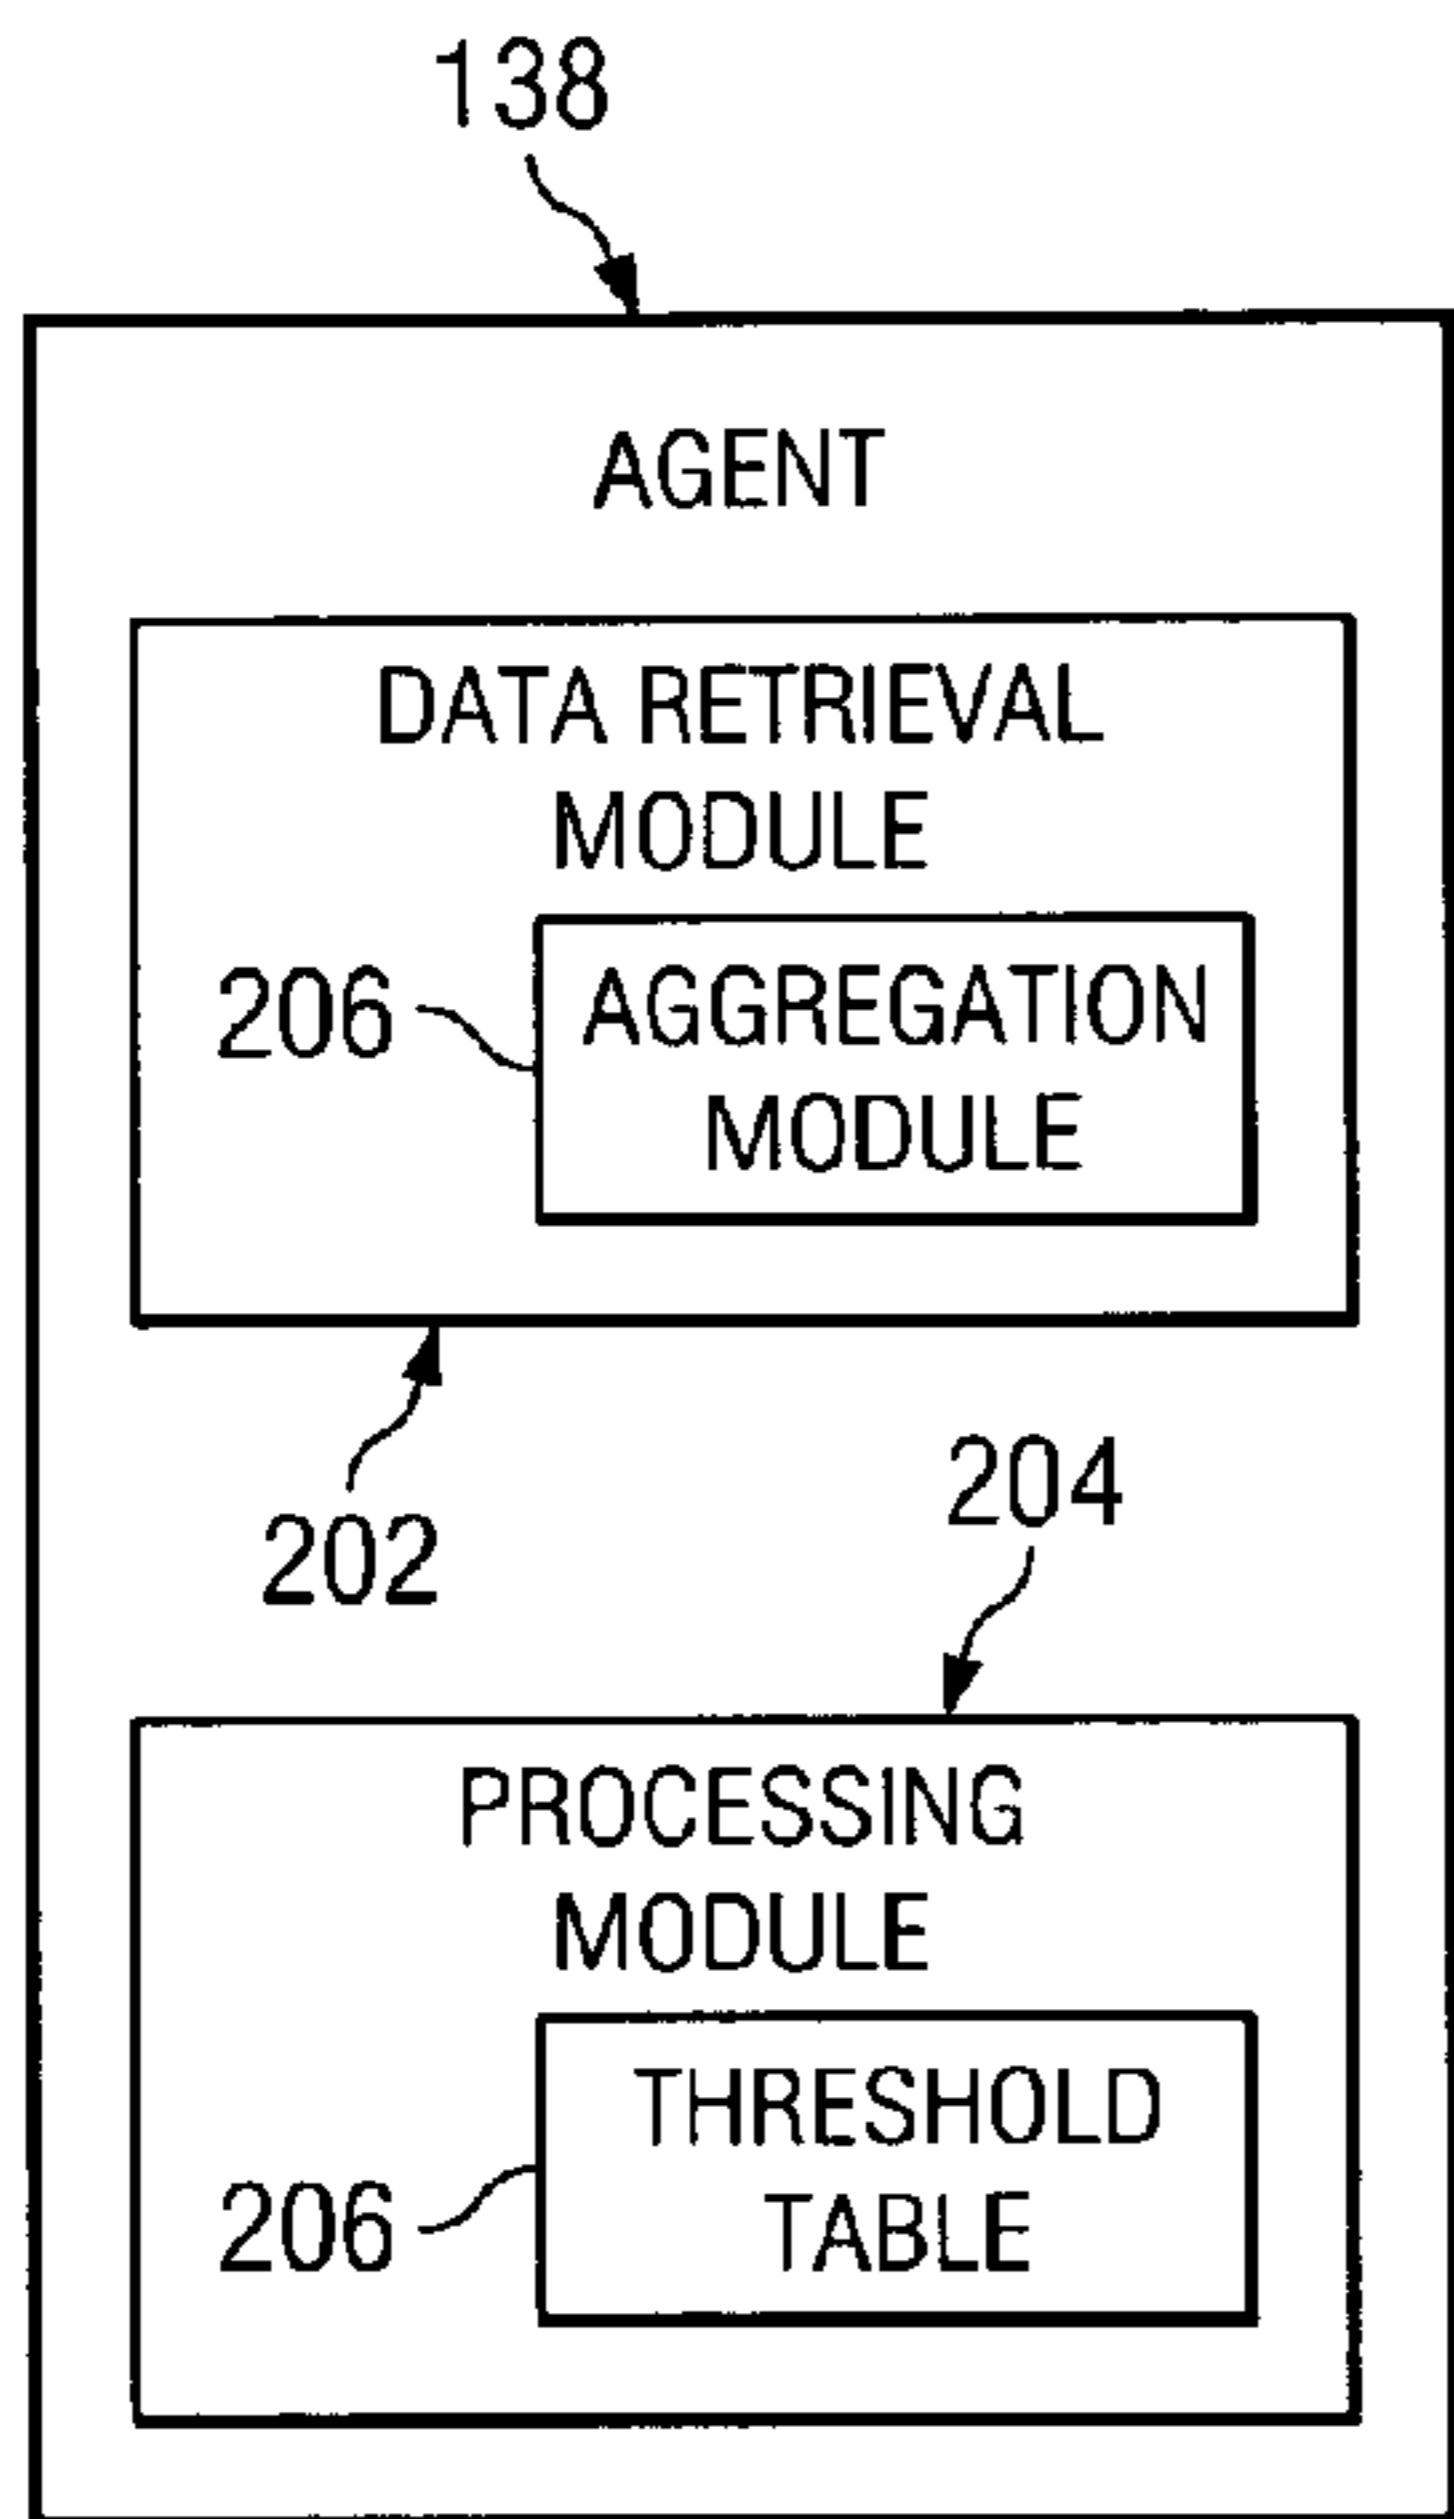 138
AGENT
DATA RETRIEVAL
MODULE
206
AGGREGATION
MODULE
202
204
PROCESSING
MODULE
THRESHOLD
TABLE
206